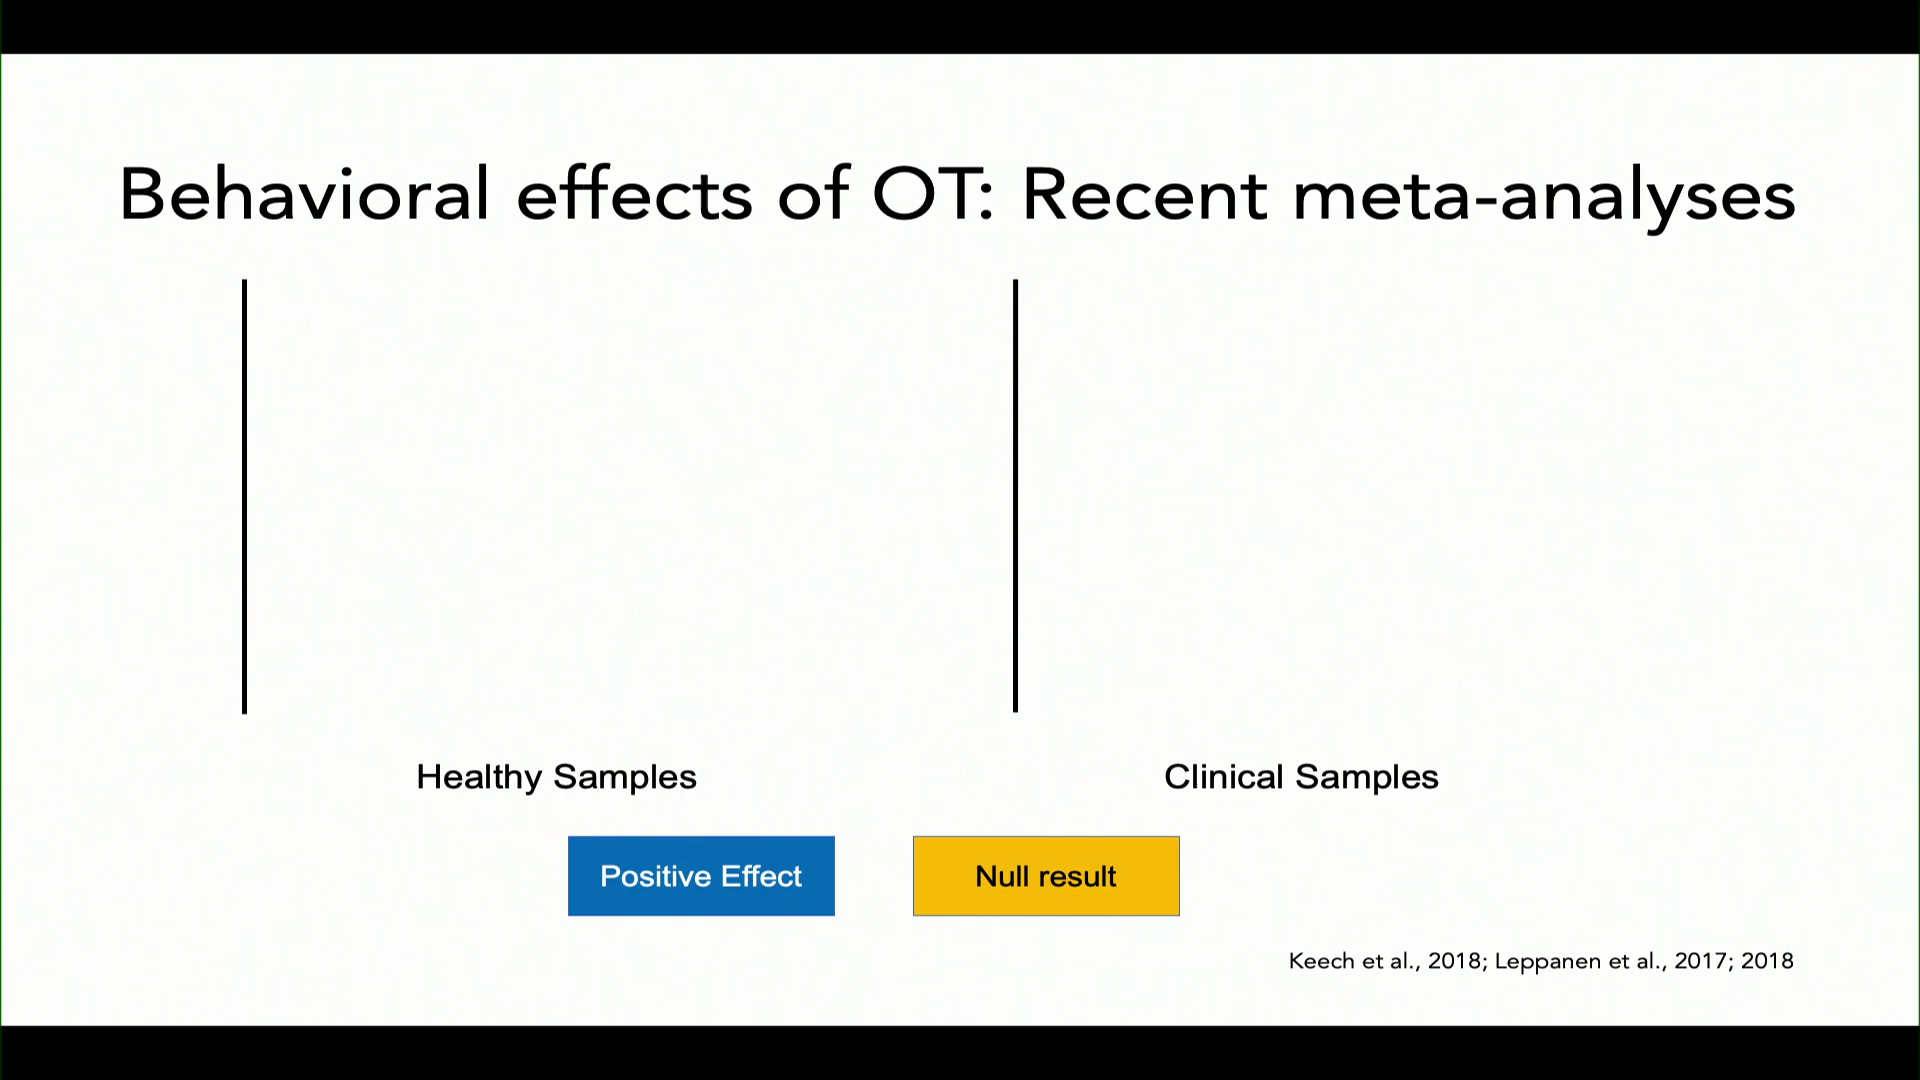 Behavioral effects of OT: Recent meta-analyses
Healthy Samples
Clinical Samples
Positive Effect
Null result
Keech et al., 2018; Leppanen et al., 2017; 2018